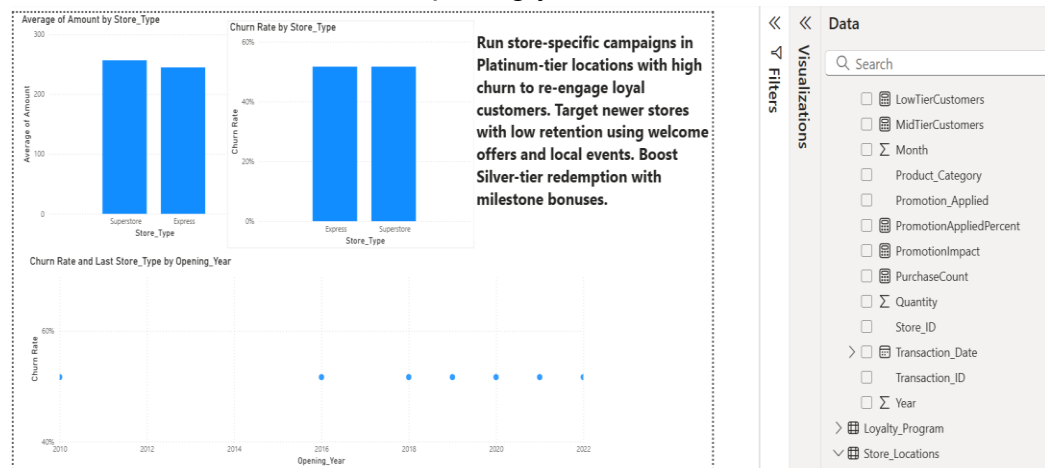 Average of Amount by Store_Type
300
200
100
0
Average of Amount
Superstore
Express
Store_Type
Churn Rate by Store_Type
60%
40%
20%
0%
Churn Rate
Express
Superstore
Store_Type
Run store-specific campaigns in
Platinum-tier locations with high
churn to re-engage loyal
customers. Target newer stores
with low retention using welcome
offers and local events. Boost
Silver-tier redemption with
milestone bonuses.
Churn Rate and Last Store_Type by Opening_Year
60%
40%
Churn Rate
2010
2012
2014
2016
2018
2020
2022
Opening_Year
Filters
Visualizations
Data
Search
LowTierCustomers
MidTierCustomers
Month
Product_Category
Promotion_Applied
PromotionAppliedPercent
PromotionImpact
PurchaseCount
Quantity
Store_ID
Transaction_Date
Transaction_ID
Year
Loyalty_Program
Store_Locations